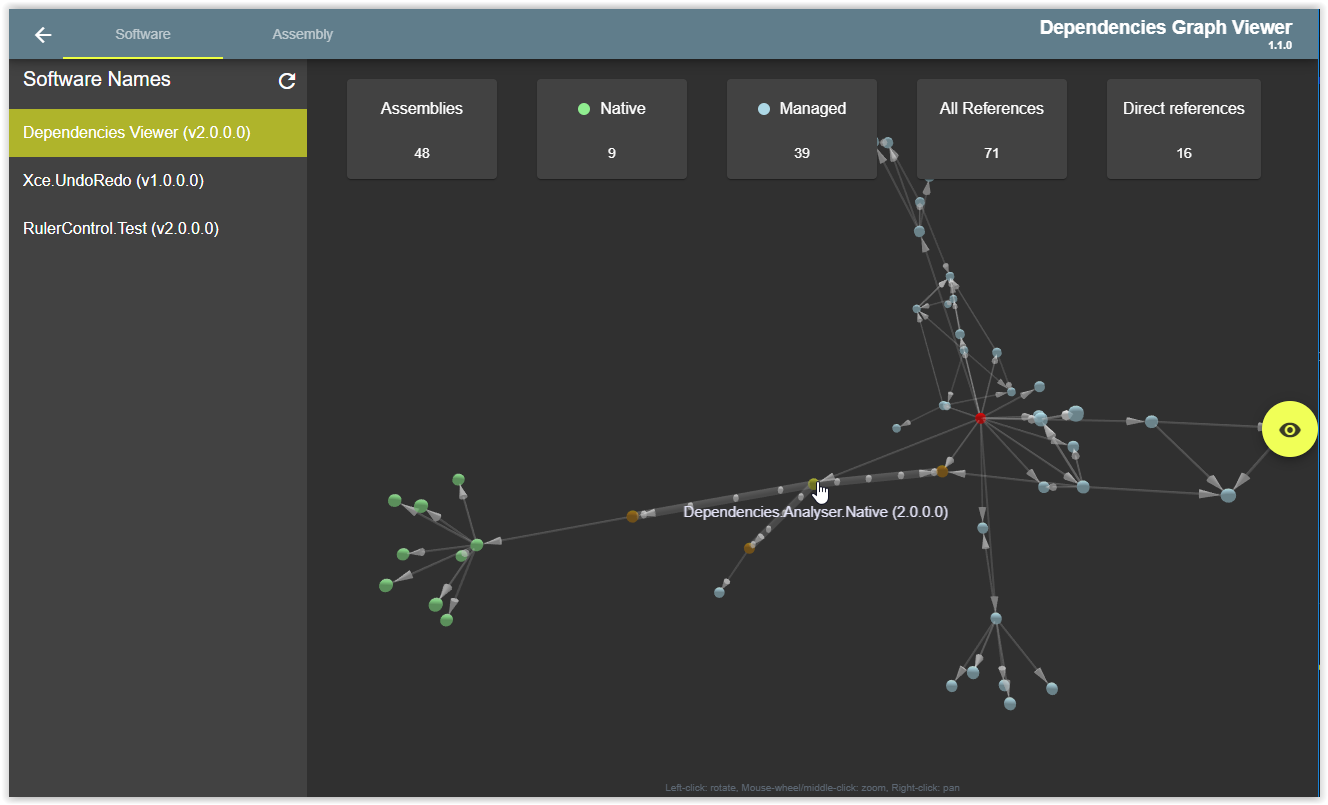 Software
Assembly
Dependencies Graph Viewer
1.1.0
Software Names
Dependencies Viewer (v2.0.0.0)
Xce.UndoRedo (v1.0.0.0)
RulerControl.Test (v2.0.0.0)
Assemblies
48
Native
9
Managed
39
All References
71
Direct references
16
Dependencies.Analyser.Native (2.0.0.0)
Left-click: rotate, Mouse-wheel/middle-click: zoom, Right-click: pan